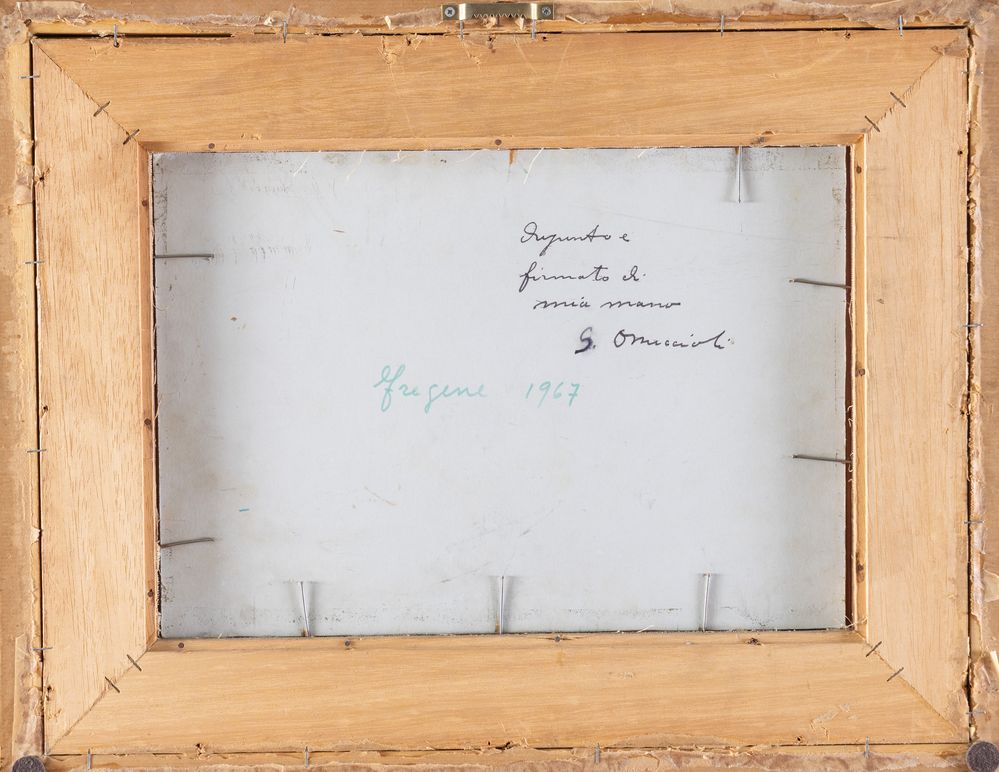 Dipinto e
firmato di
mia mano
G. Omiccioli
Fregene 1967